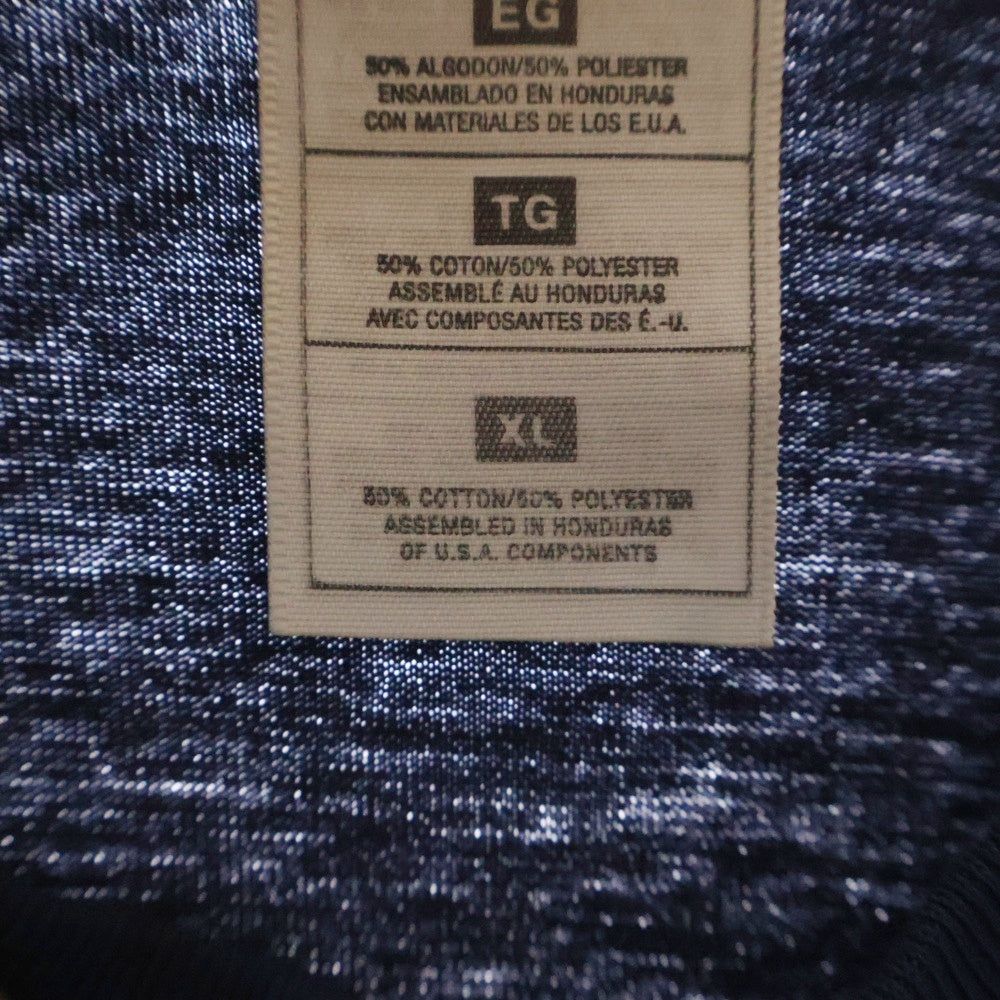 EG
50% ALGODON/50% POLIESTER
ENSAMBLADO EN HONDURAS
CON MATERIALES DE LOS E.U.A.
TG
50% COTON/50% POLYESTER
ASSEMBLÉ AU HONDURAS
AVEC COMPOSANTES DES É.-U.
XL
50% COTTON/50% POLYESTER
ASSEMBLED IN HONDURAS
OF U.S.A. COMPONENTS